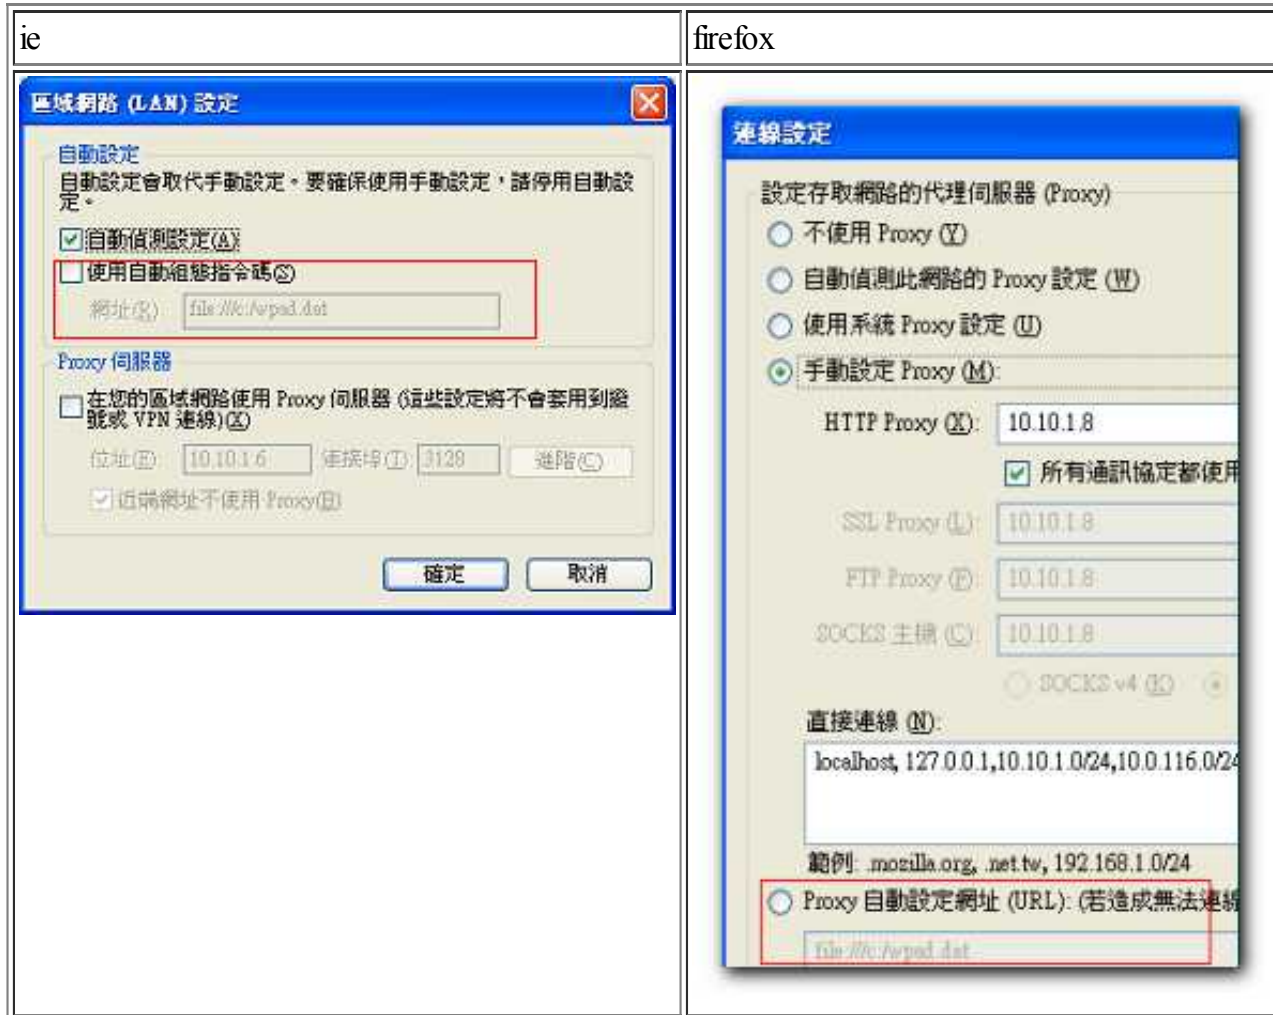 ie
firefox
區域網路 (LAN) 設定
自動設定
自動設定會取代手動設定。要確保使用手動設定，請停用自動設
定。
自動偵測設定(A)
使用自動組態指令碼(S)
網址(R) file://c:/wpad.dat
Proxy 伺服器
在您的區域網路使用 Proxy 伺服器 (這些設定將不會套用到撥
號或 VPN 連線)(X)
位址(E): 10.10.1.6 連接埠(T): 3128 進階(C)
近端網址不使用 Proxy(B)
確定 取消
連線設定
設定存取網路的代理伺服器 (Proxy)
不使用 Proxy (Y)
自動偵測此網路的 Proxy 設定 (W)
使用系統 Proxy 設定 (U)
手動設定 Proxy (M):
HTTP Proxy (X): 10.10.1.8
所有通訊協定都使用
SSL Proxy (L): 10.10.1.8
FTP Proxy (F): 10.10.1.8
SOCKS 主機 (C): 10.10.1.8
SOCKS v4 (K)
直接連線 (N):
localhost, 127.0.0.1,10.10.1.0/24,10.0.116.0/24
範例: .mozilla.org, .net.tw, 192.168.1.0/24
Proxy 自動設定網址 (URL): (若造成無法連線
file:///c:/wpad.dat